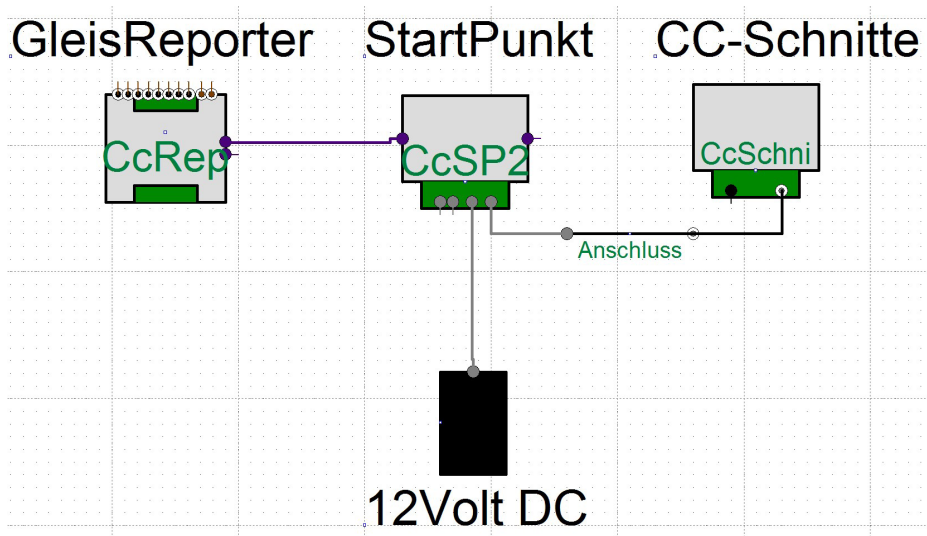 GleisReporter
StartPunkt
CC-Schnitte
CcRep
CcSP2
CcSchni
Anschluss
12Volt DC